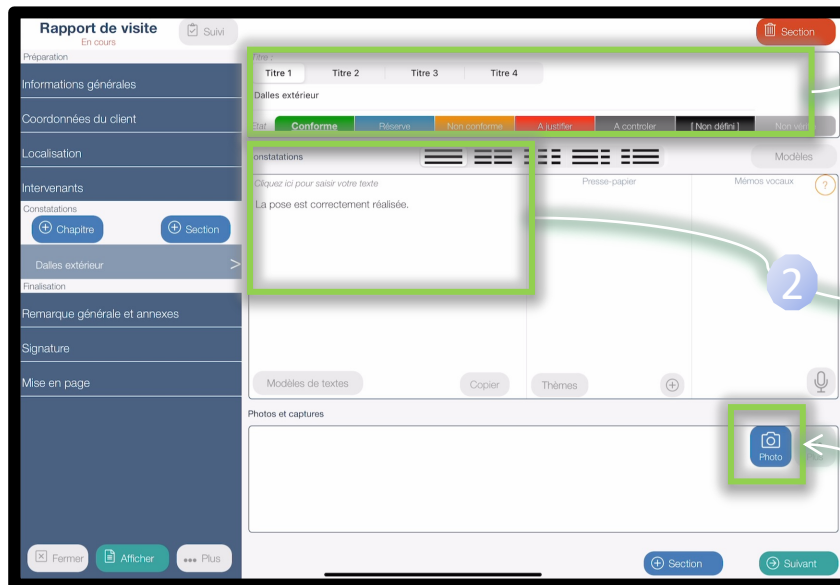 Rapport de visite
En cours
Suivi
Section
Préparation
Informations générales
Coordonnées du client
Localisation
Intervenants
Constatations
Chapitre
Section
Dalles extérieur
>
Finalisation
Remarque générale et annexes
Signature
Mise en page
Fermer
Afficher
Plus
Titre :
Titre 1 Titre 2 Titre 3 Titre 4
Dalles extérieur
Etat Conforme Réserve Non conforme A justifier A controler [ Non défini ] Non vérifié
onstatations
Modèles
Cliquez ici pour saisir votre texte
La pose est correctement réalisée.
Presse-papier
Mémos vocaux
?
2
Modèles de textes
Copier
Thèmes
Photos et captures
Photo
Section
Suivant